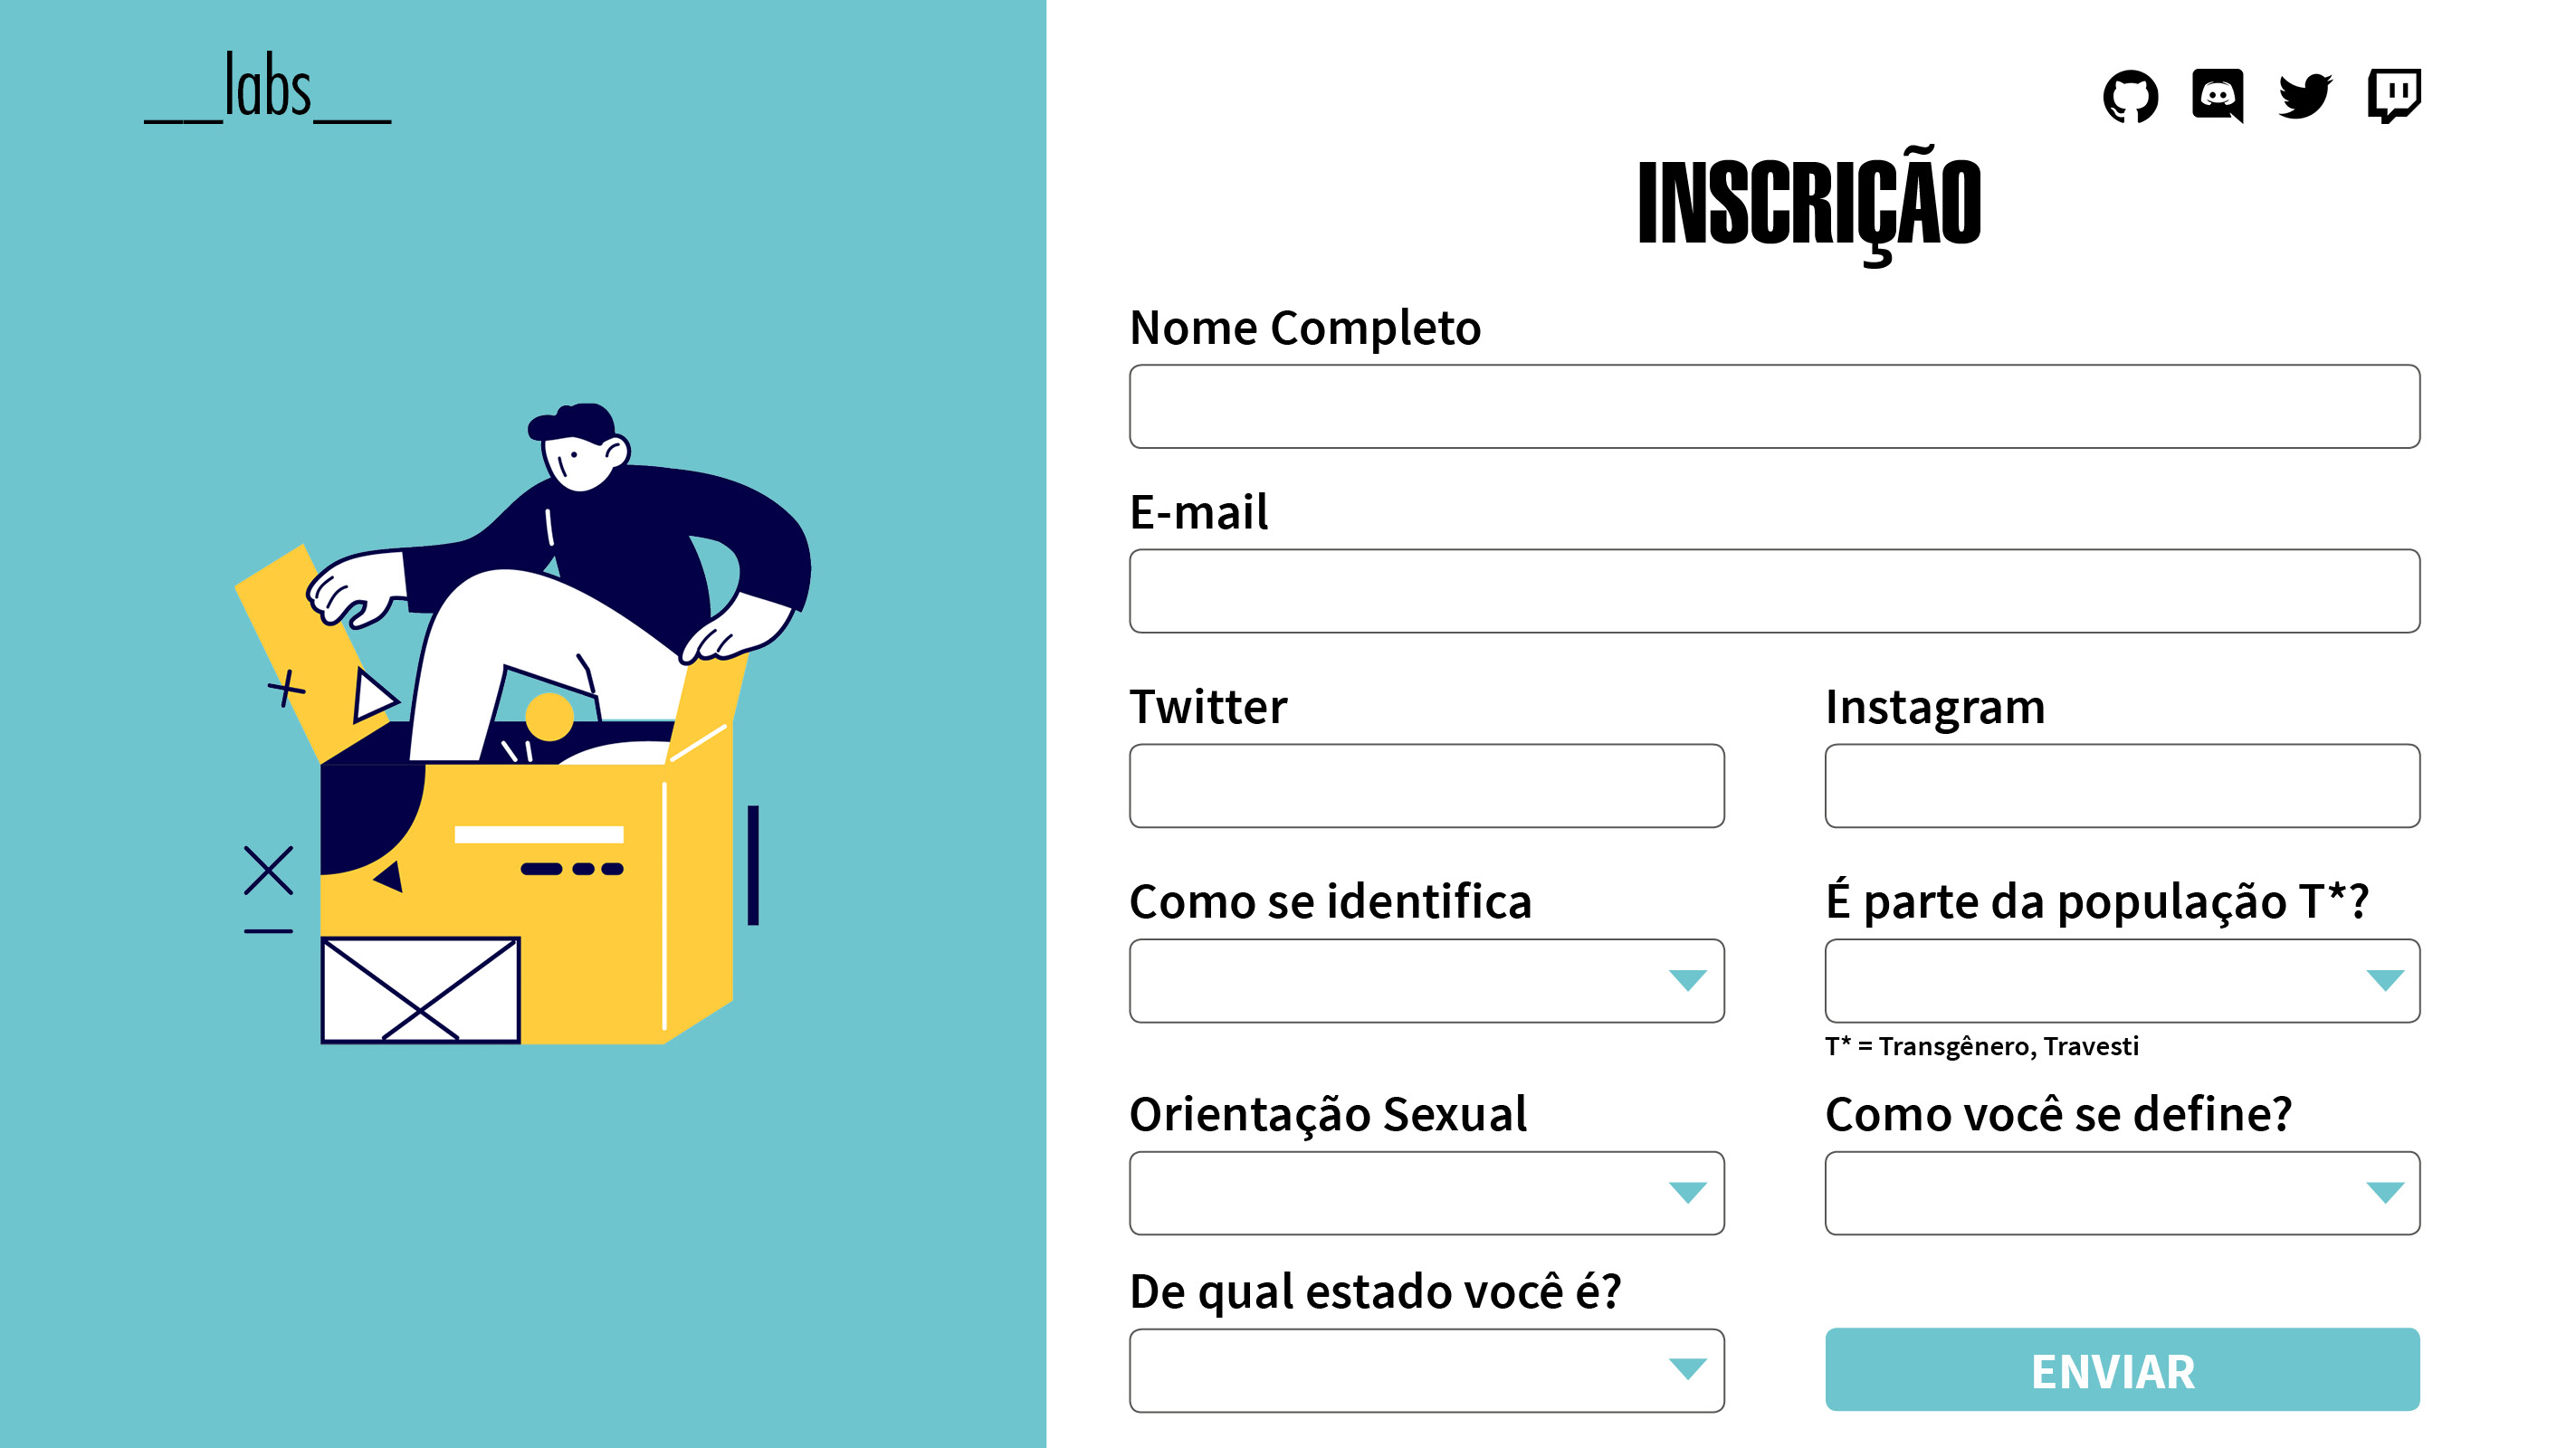 __labs__
INSCRIÇÃO
Nome Completo
E-mail
Twitter
Instagram
Como se identifica
É parte da população T*?
T* = Transgênero, Travesti
Orientação Sexual
Como você se define?
De qual estado você é?
ENVIAR